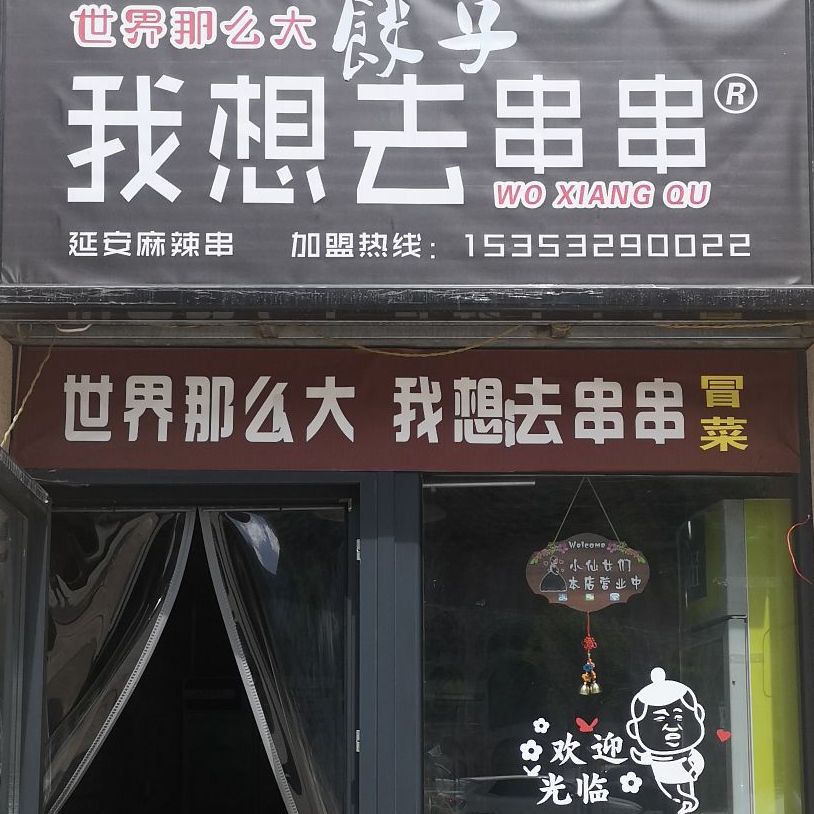 世界那么大
我想去串串®
WO XIANG QU
延安麻辣串 加盟热线：15353290022
世界那么大 我想去串串 冒菜
Welcome
小仙女们
本店营业中
欢迎
光临